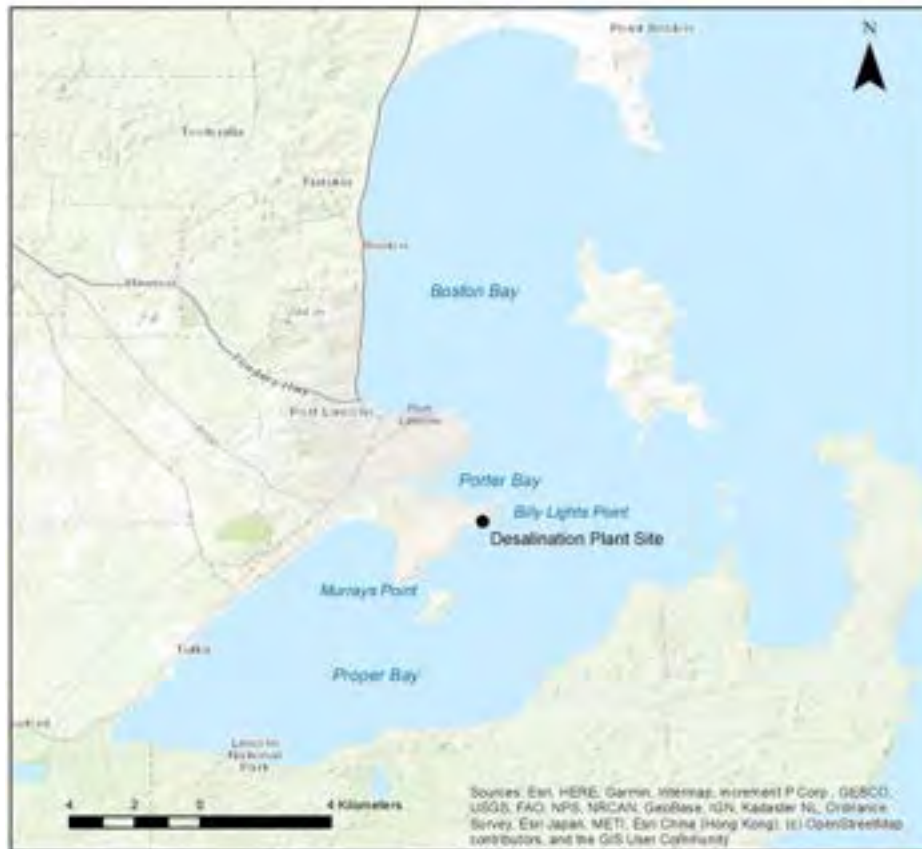 N
Boston Bay
Flinders Hwy
Port Lincoln
Port
Lincoln
Porter Bay
Billy Lights Point
Desalination Plant Site
Murrays Point
Tulka
Proper Bay
Lincoln
National
Park
4 2 0 4 Kilometers
Sources: Esri, HERE, Garmin, Intermap, increment P Corp., GEBCO,
USGS, FAO, NPS, NRCAN, GeoBase, IGN, Kadaster NL, Ordnance
Survey, Esri Japan, METI, Esri China (Hong Kong), (c) OpenStreetMap
contributors, and the GIS User Community